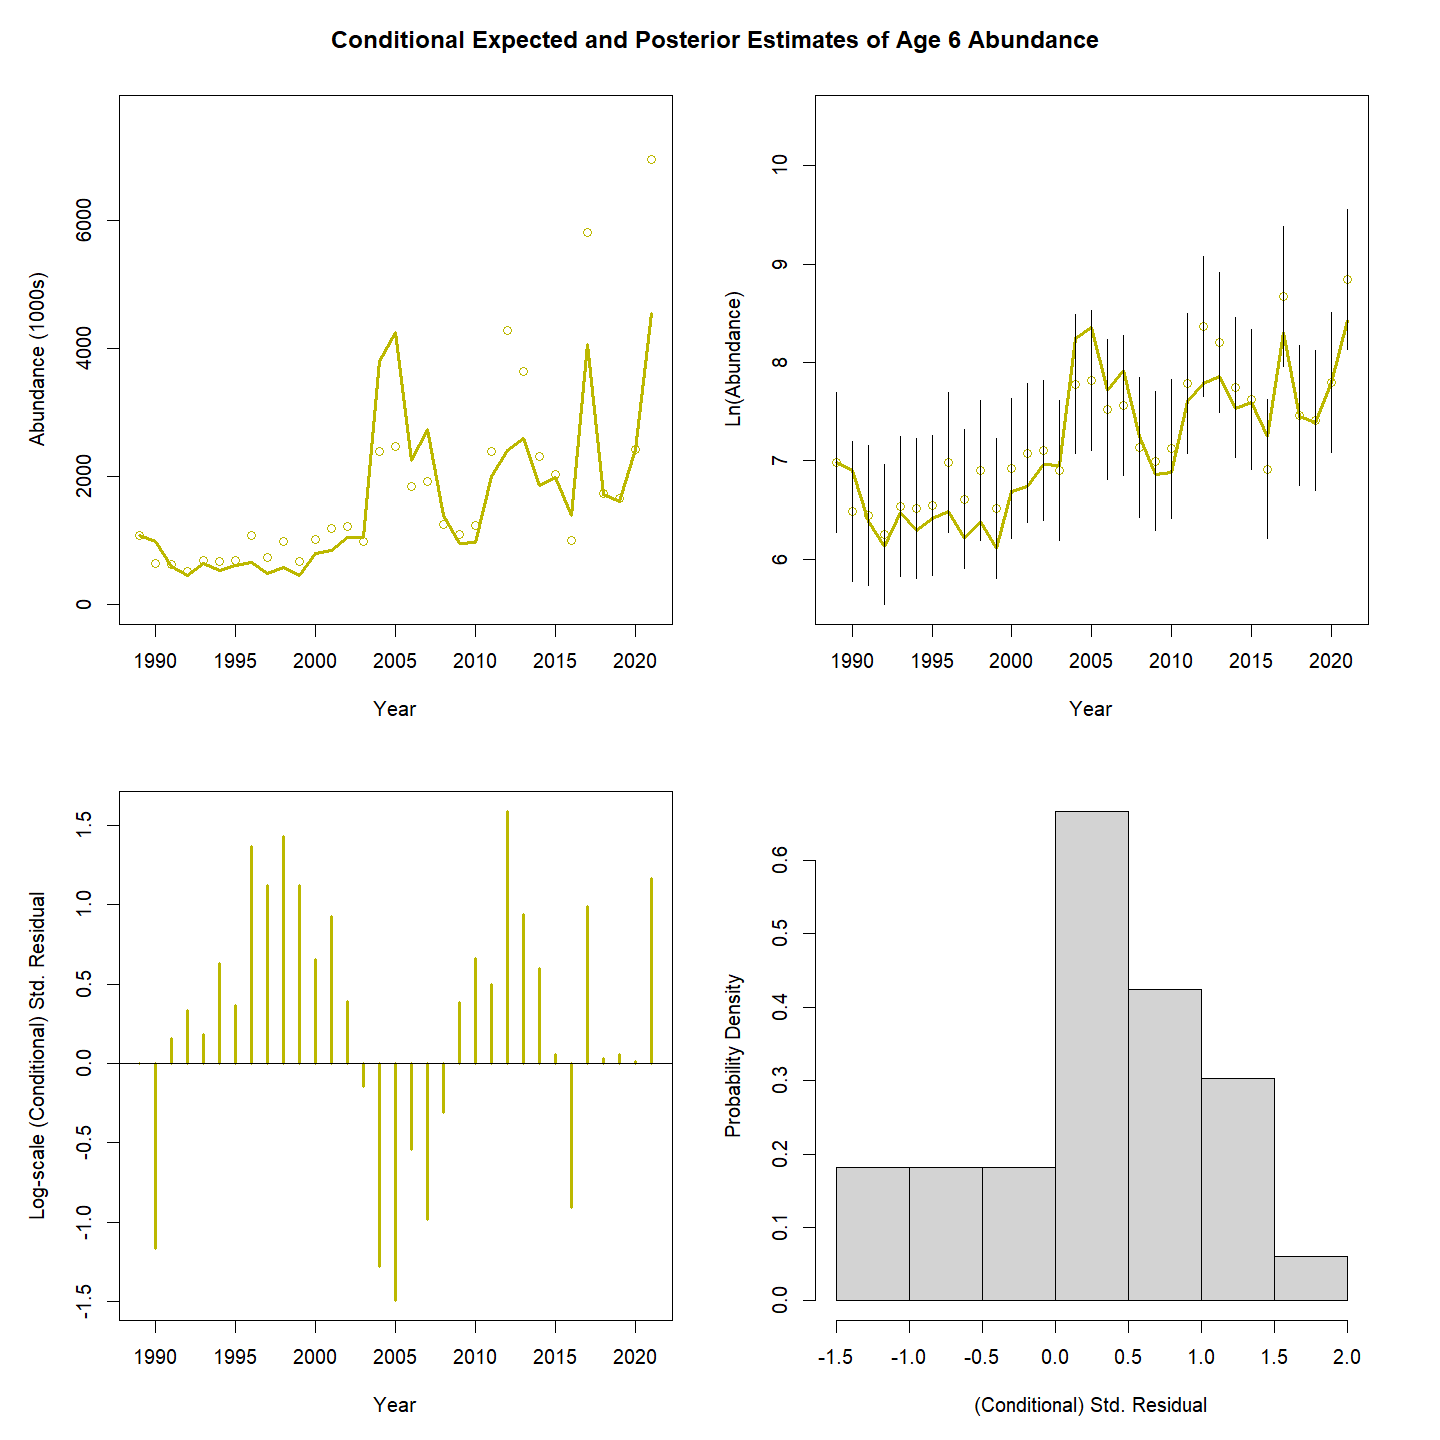 Conditional Expected and Posterior Estimates of Age 6 Abundance
Abundance (1000s)
0 2000 4000 6000
1990 1995 2000 2005 2010 2015 2020
Year
Ln(Abundance)
6 7 8 9 10
1990 1995 2000 2005 2010 2015 2020
Year
Log-scale (Conditional) Std. Residual
-1.5 -1.0 -0.5 0.0 0.5 1.0 1.5
1990 1995 2000 2005 2010 2015 2020
Year
Probability Density
0.0 0.1 0.2 0.3 0.4 0.5 0.6
-1.5 -1.0 -0.5 0.0 0.5 1.0 1.5 2.0
(Conditional) Std. Residual